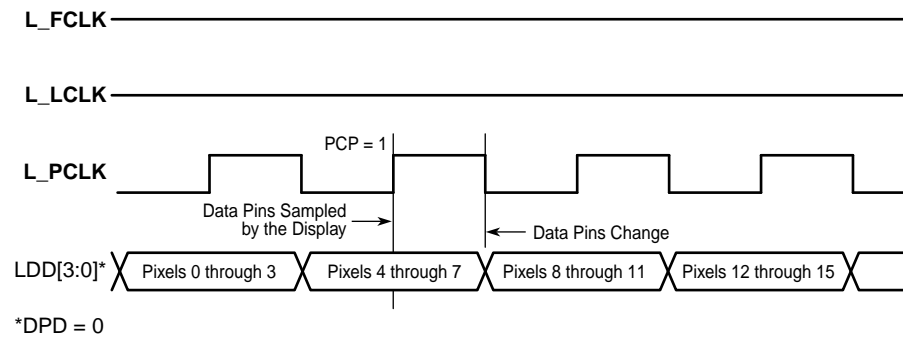 L_FCLK
L_LCLK
PCP = 1
L_PCLK
Data Pins Sampled
by the Display
Data Pins Change
LDD[3:0]*
Pixels 0 through 3
Pixels 4 through 7
Pixels 8 through 11
Pixels 12 through 15
*DPD = 0